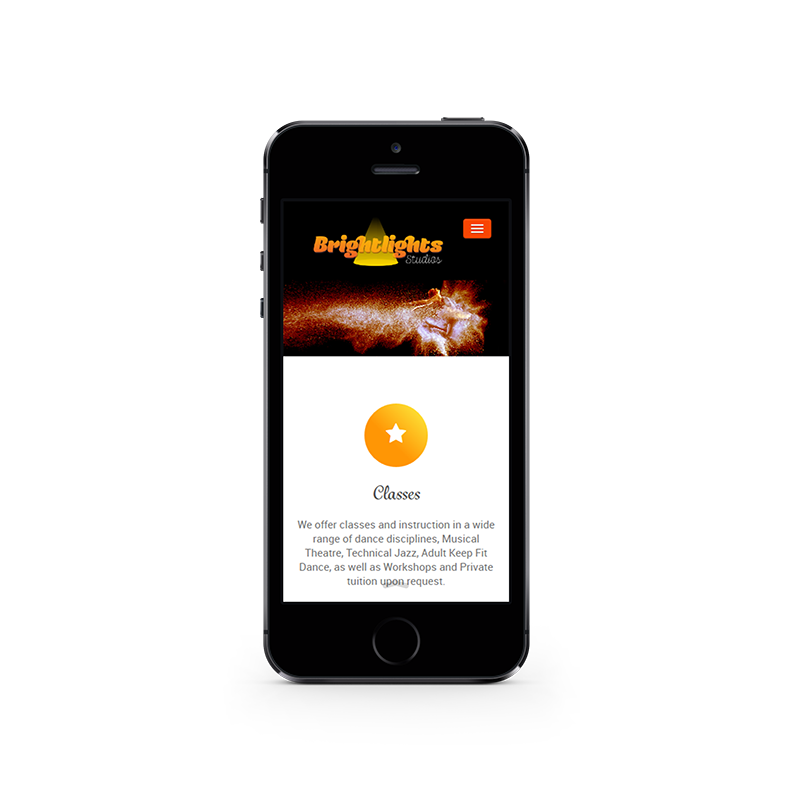 Brightlights
Studios
Classes
We offer classes and instruction in a wide
range of dance disciplines, Musical
Theatre, Technical Jazz, Adult Keep Fit
Dance, as well as Workshops and Private
tuition upon request.